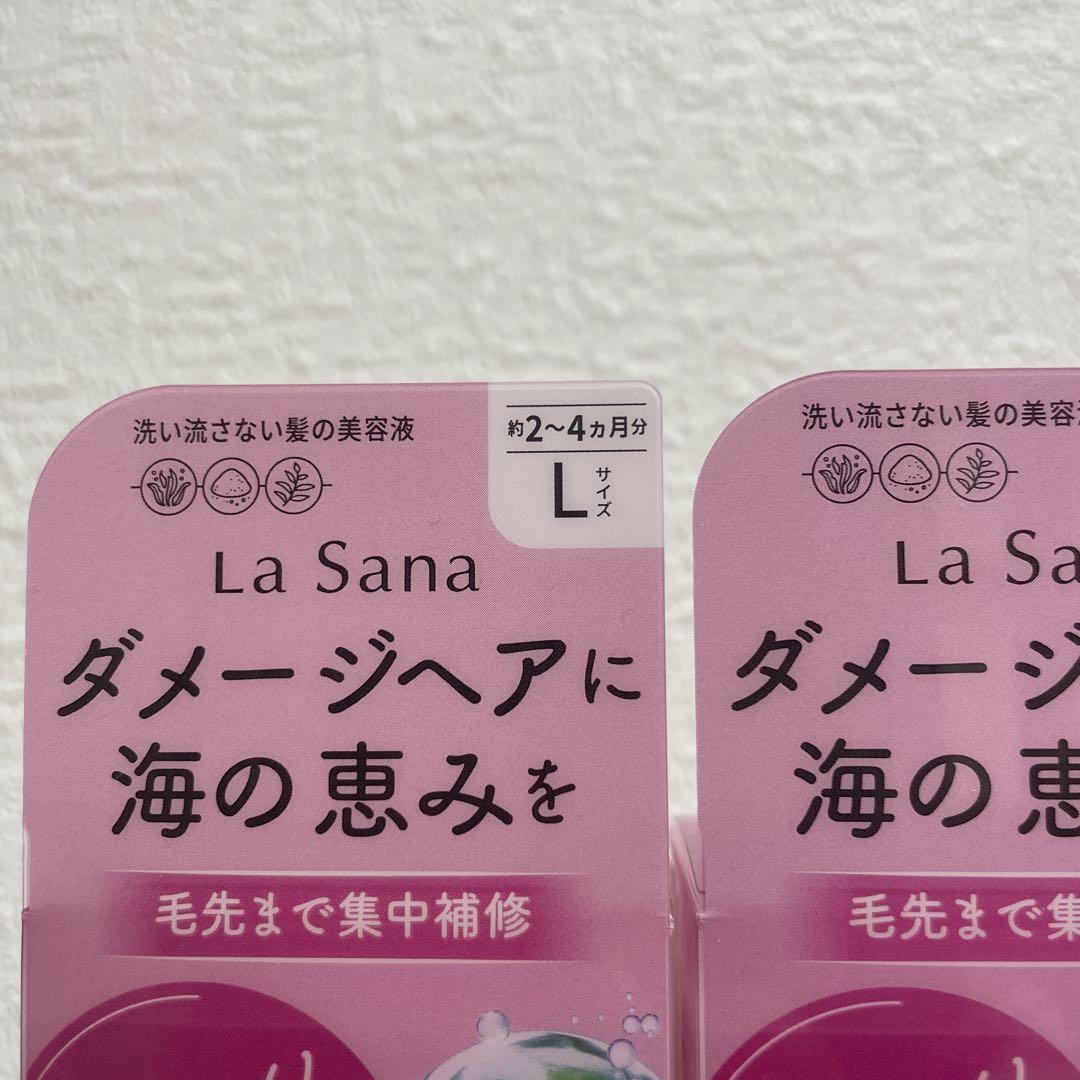 洗い流さない髪の美容液
約2〜4ヵ月分
Lサイズ
La Sana
ダメージヘアに
海の恵みを
毛先まで集中補修
洗い流さない髪の美容
La Sa
ダメージ
海の恵
毛先まで集